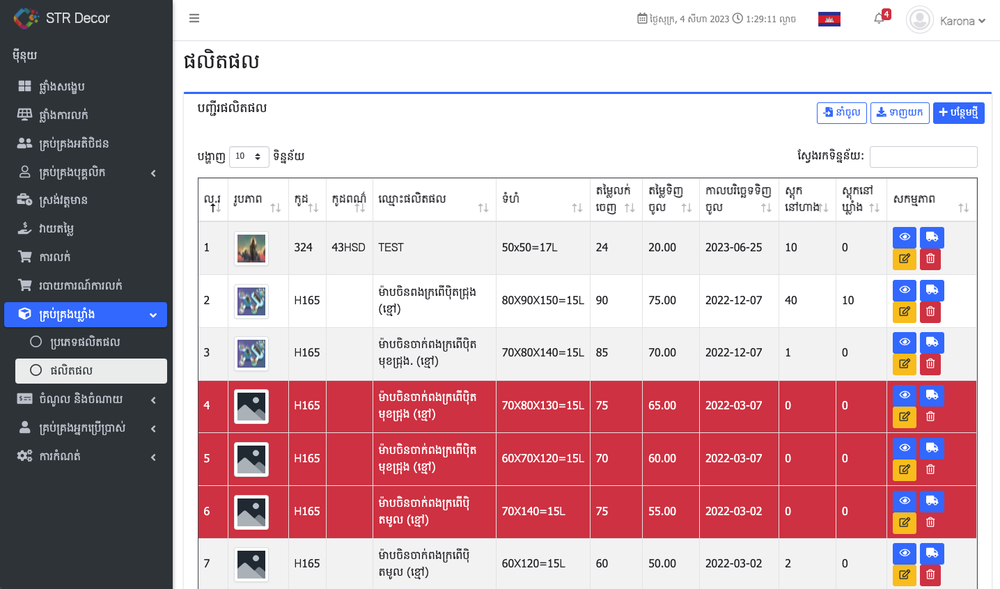 STR Decor
ម៉ឺនុយ
ផ្ទាំងសង្ខេប
ផ្ទាំងការលក់
គ្រប់គ្រងអតិថិជន
គ្រប់គ្រងបុគ្គលិក
ស្រង់វត្តមាន
វាយតម្លៃ
ការលក់
របាយការណ៍ការលក់
គ្រប់គ្រងឃ្លាំង
ប្រភេទផលិតផល
ផលិតផល
ចំណូល និងចំណាយ
គ្រប់គ្រងអ្នកប្រើប្រាស់
ការកំណត់
ថ្ងៃសុក្រ, 4 សីហា 2023 1:29:11 ល្ងាច
4
Karona
ផលិតផល
បញ្ជីរផលិតផល
នាំចូល ទាញយក បន្ថែមថ្មី
បង្ហាញ 10 ទិន្នន័យ
ស្វែងរកទិន្នន័យ:
ល.រ រូបភាព កូដ កូដពណ៌ ឈ្មោះផលិតផល ទំហំ តម្លៃលក់ចេញ តម្លៃទិញចូល កាលបរិច្ឆេទទិញចូល ស្តុកនៅហាង ស្តុកនៅឃ្លាំង សកម្មភាព
1 324 43HSD TEST 50x50=17L 24 20.00 2023-06-25 10 0
2 H165 ម៉ាបចិនពងក្រពើប៉ិតជ្រុង (ខ្មៅ) 80X90X150=15L 90 75.00 2022-12-07 40 10
3 H165 ម៉ាបចិនចាក់ពងក្រពើប៉ិតមុខជ្រុង. (ខ្មៅ) 70X80X140=15L 85 70.00 2022-12-07 1 0
4 H165 ម៉ាបចិនចាក់ពងក្រពើប៉ិតមុខជ្រុង (ខ្មៅ) 70X80X130=15L 75 65.00 2022-03-07 0 0
5 H165 ម៉ាបចិនចាក់ពងក្រពើប៉ិតមុខជ្រុង (ខ្មៅ) 60X70X120=15L 70 60.00 2022-03-07 0 0
6 H165 ម៉ាបចិនចាក់ពងក្រពើប៉ិតមូល (ខ្មៅ) 70X140=15L 75 55.00 2022-03-02 0 0
7 H165 ម៉ាបចិនចាក់ពងក្រពើប៉ិតមូល (ខ្មៅ) 60X120=15L 60 50.00 2022-03-02 2 0